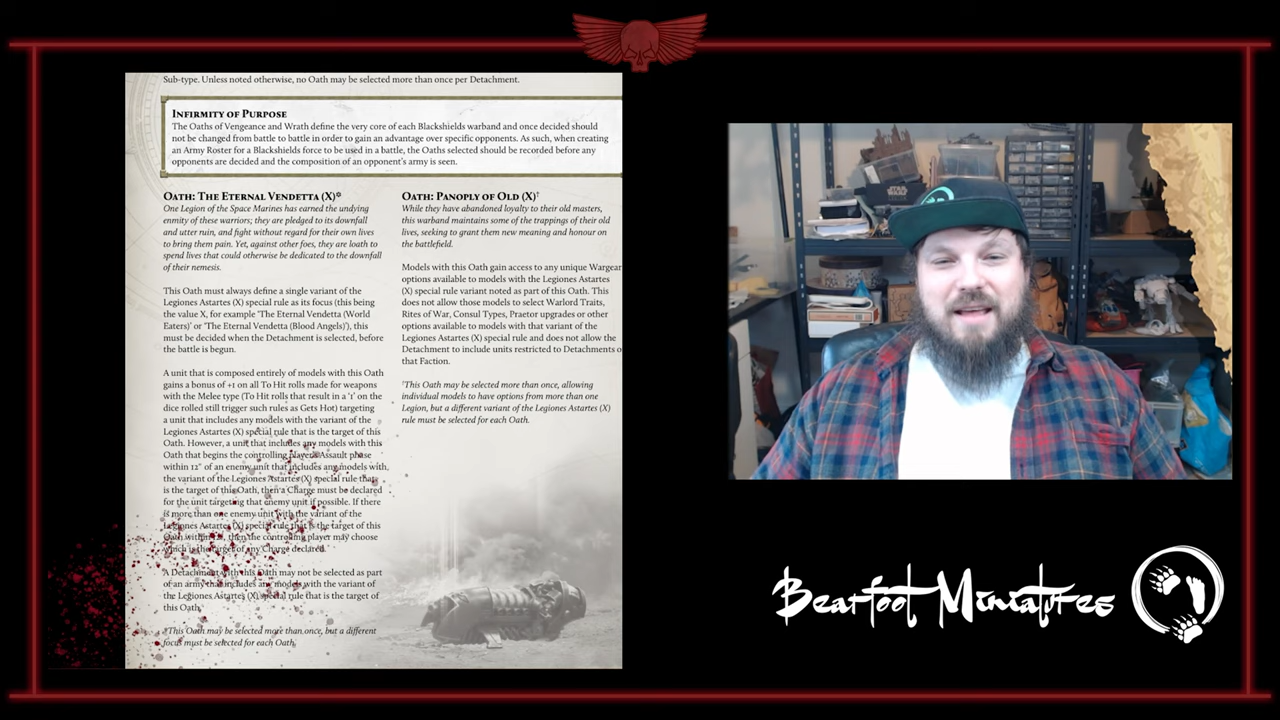 Sub-type. Unless noted otherwise, no Oath may be selected more than once per Detachment.
Infirmity of Purpose
The Oaths of Vengeance and Wrath define the very core of each Blackshields warband and once decided should
not be changed from battle to battle in order to gain an advantage over specific opponents. As such, when creating
an Army Roster for a Blackshields force to be used in a battle, the Oaths selected should be recorded before any
opponents are decided and the composition of an opponent's army is seen.
Oath: The Eternal Vendetta (X)*
One Legion of the Space Marines has earned the undying
enmity of these warriors; they are pledged to its downfall
and utter ruin, and fight without regard for their own lives
to bring them pain. Yet, against other foes, they are loath to
spend lives that could otherwise be dedicated to the downfall
of their nemesis.
This Oath must always define a single variant of the
Legiones Astartes (X) special rule as its focus (this being
the value X, for example 'The Eternal Vendetta (World
Eaters)' or 'The Eternal Vendetta (Blood Angels)'), this
must be decided when the Detachment is selected, before
the battle is begun.
A unit that is composed entirely of models with this Oath
gains a bonus of +1 on all To Hit rolls made for weapons
with the Melee type (To Hit rolls that result in a '1' on the
dice rolled still trigger such rules as Gets Hot) targeting
a unit that includes any models with the variant of the
Legiones Astartes (X) special rule that is the target of this
Oath. However, a unit that includes any models with this
Oath that begins the controlling player's Assault phase
within 12" of an enemy unit that includes any models with,
the variant of the Legiones Astartes (X) special rule that
is the target of this Oath, then a Charge must be declared
for the unit targeting that enemy unit if possible. If there
is more than one enemy unit with the variant of the
Legiones Astartes (X) special rule that is the target of this
Oath within 12", then the controlling player may choose
which is the target of any Charge declared.
A Detachment with this Oath may not be selected as part
of an army that includes any models with the variant of
the Legiones Astartes (X) special rule that is the target of
this Oath.
*This Oath may be selected more than once, but a different
focus must be selected for each Oath.
Oath: Panoply of Old (X)†
While they have abandoned loyalty to their old masters,
this warband maintains some of the trappings of their old
lives, seeking to grant them new meaning and honour on
the battlefield.
Models with this Oath gain access to any unique Wargear
options available to models with the Legiones Astartes
(X) special rule variant noted as part of this Oath. This
does not allow those models to select Warlord Traits,
Rites of War, Consul Types, Praetor upgrades or other
options available to models with that variant of the
Legiones Astartes (X) special rule and does not allow the
Detachment to include units restricted to Detachments o
that Faction.
†This Oath may be selected more than once, allowing
individual models to have options from more than one
Legion, but a different variant of the Legiones Astartes (X)
rule must be selected for each Oath.
Bearfoot Miniatures